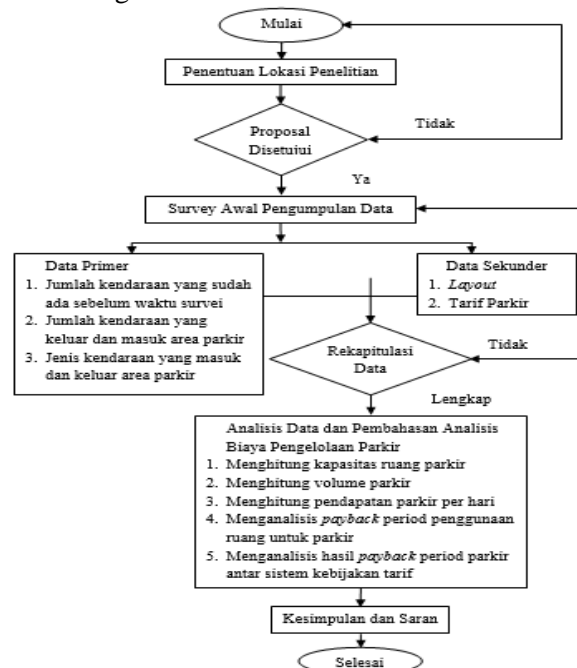 Mulai
Penentuan Lokasi Penelitian
Proposal
Disetujui
Tidak
Ya
Survey Awal Pengumpulan Data
Data Primer
1. Jumlah kendaraan yang sudah
ada sebelum waktu survei
2. Jumlah kendaraan yang
keluar dan masuk area parkir
3. Jenis kendaraan yang masuk
dan keluar area parkir
Data Sekunder
1. Layout
2. Tarif Parkir
Rekapitulasi
Data
Tidak
Lengkap
Analisis Data dan Pembahasan Analisis
Biaya Pengelolaan Parkir
1. Menghitung kapasitas ruang parkir
2. Menghitung volume parkir
3. Menghitung pendapatan parkir per hari
4. Menganalisis payback period penggunaan
ruang untuk parkir
5. Menganalisis hasil payback period parkir
antar sistem kebijakan tarif
Kesimpulan dan Saran
Selesai